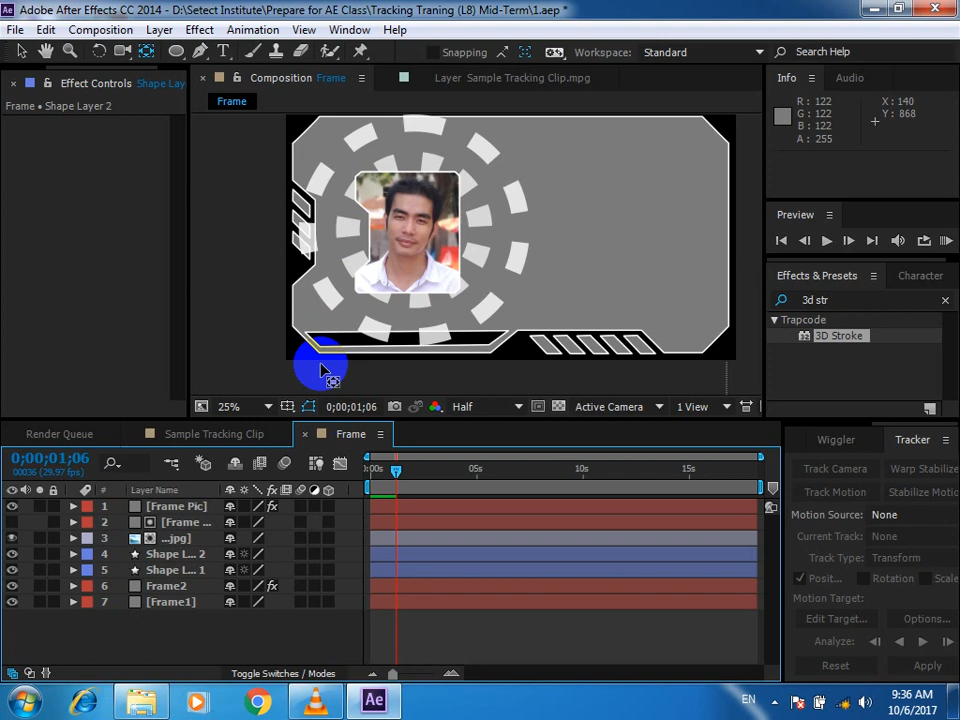 Adobe After Effects CC 2014 - D:\Setect Institute\Prepare for AE Class\Tracking Traning (L8) Mid-Term\1.aep *
File Edit Composition Layer Effect Animation View Window Help
Snapping
Workspace: Standard
Search Help
Effect Controls Shape Lay
Frame • Shape Layer 2
Composition Frame
Layer Sample Tracking Clip.mpg
Frame
Info Audio
R : 122
G : 122
B : 122
A : 255
X : 140
Y : 868
Preview
Effects & Presets Character
3d str
Trapcode
3D Stroke
25% 0;00;01;06 Half Active Camera 1 View
Render Queue Sample Tracking Clip Frame
0;00;01;06
00036 (29.97 fps)
:00s 05s 10s 15s
# Layer Name
1 [Frame Pic]
2 [Frame ...
3 ...jpg]
4 Shape L... 2
5 Shape L... 1
6 Frame2
7 [Frame1]
Toggle Switches / Modes
Wiggler Tracker
Track Camera Warp Stabilize
Track Motion Stabilize Motio
Motion Source: None
Current Track: None
Track Type: Transform
Positi... Rotation Scale
Motion Target:
Edit Target... Options...
Analyze:
Reset Apply
Ae
EN
9:36 AM
10/6/2017